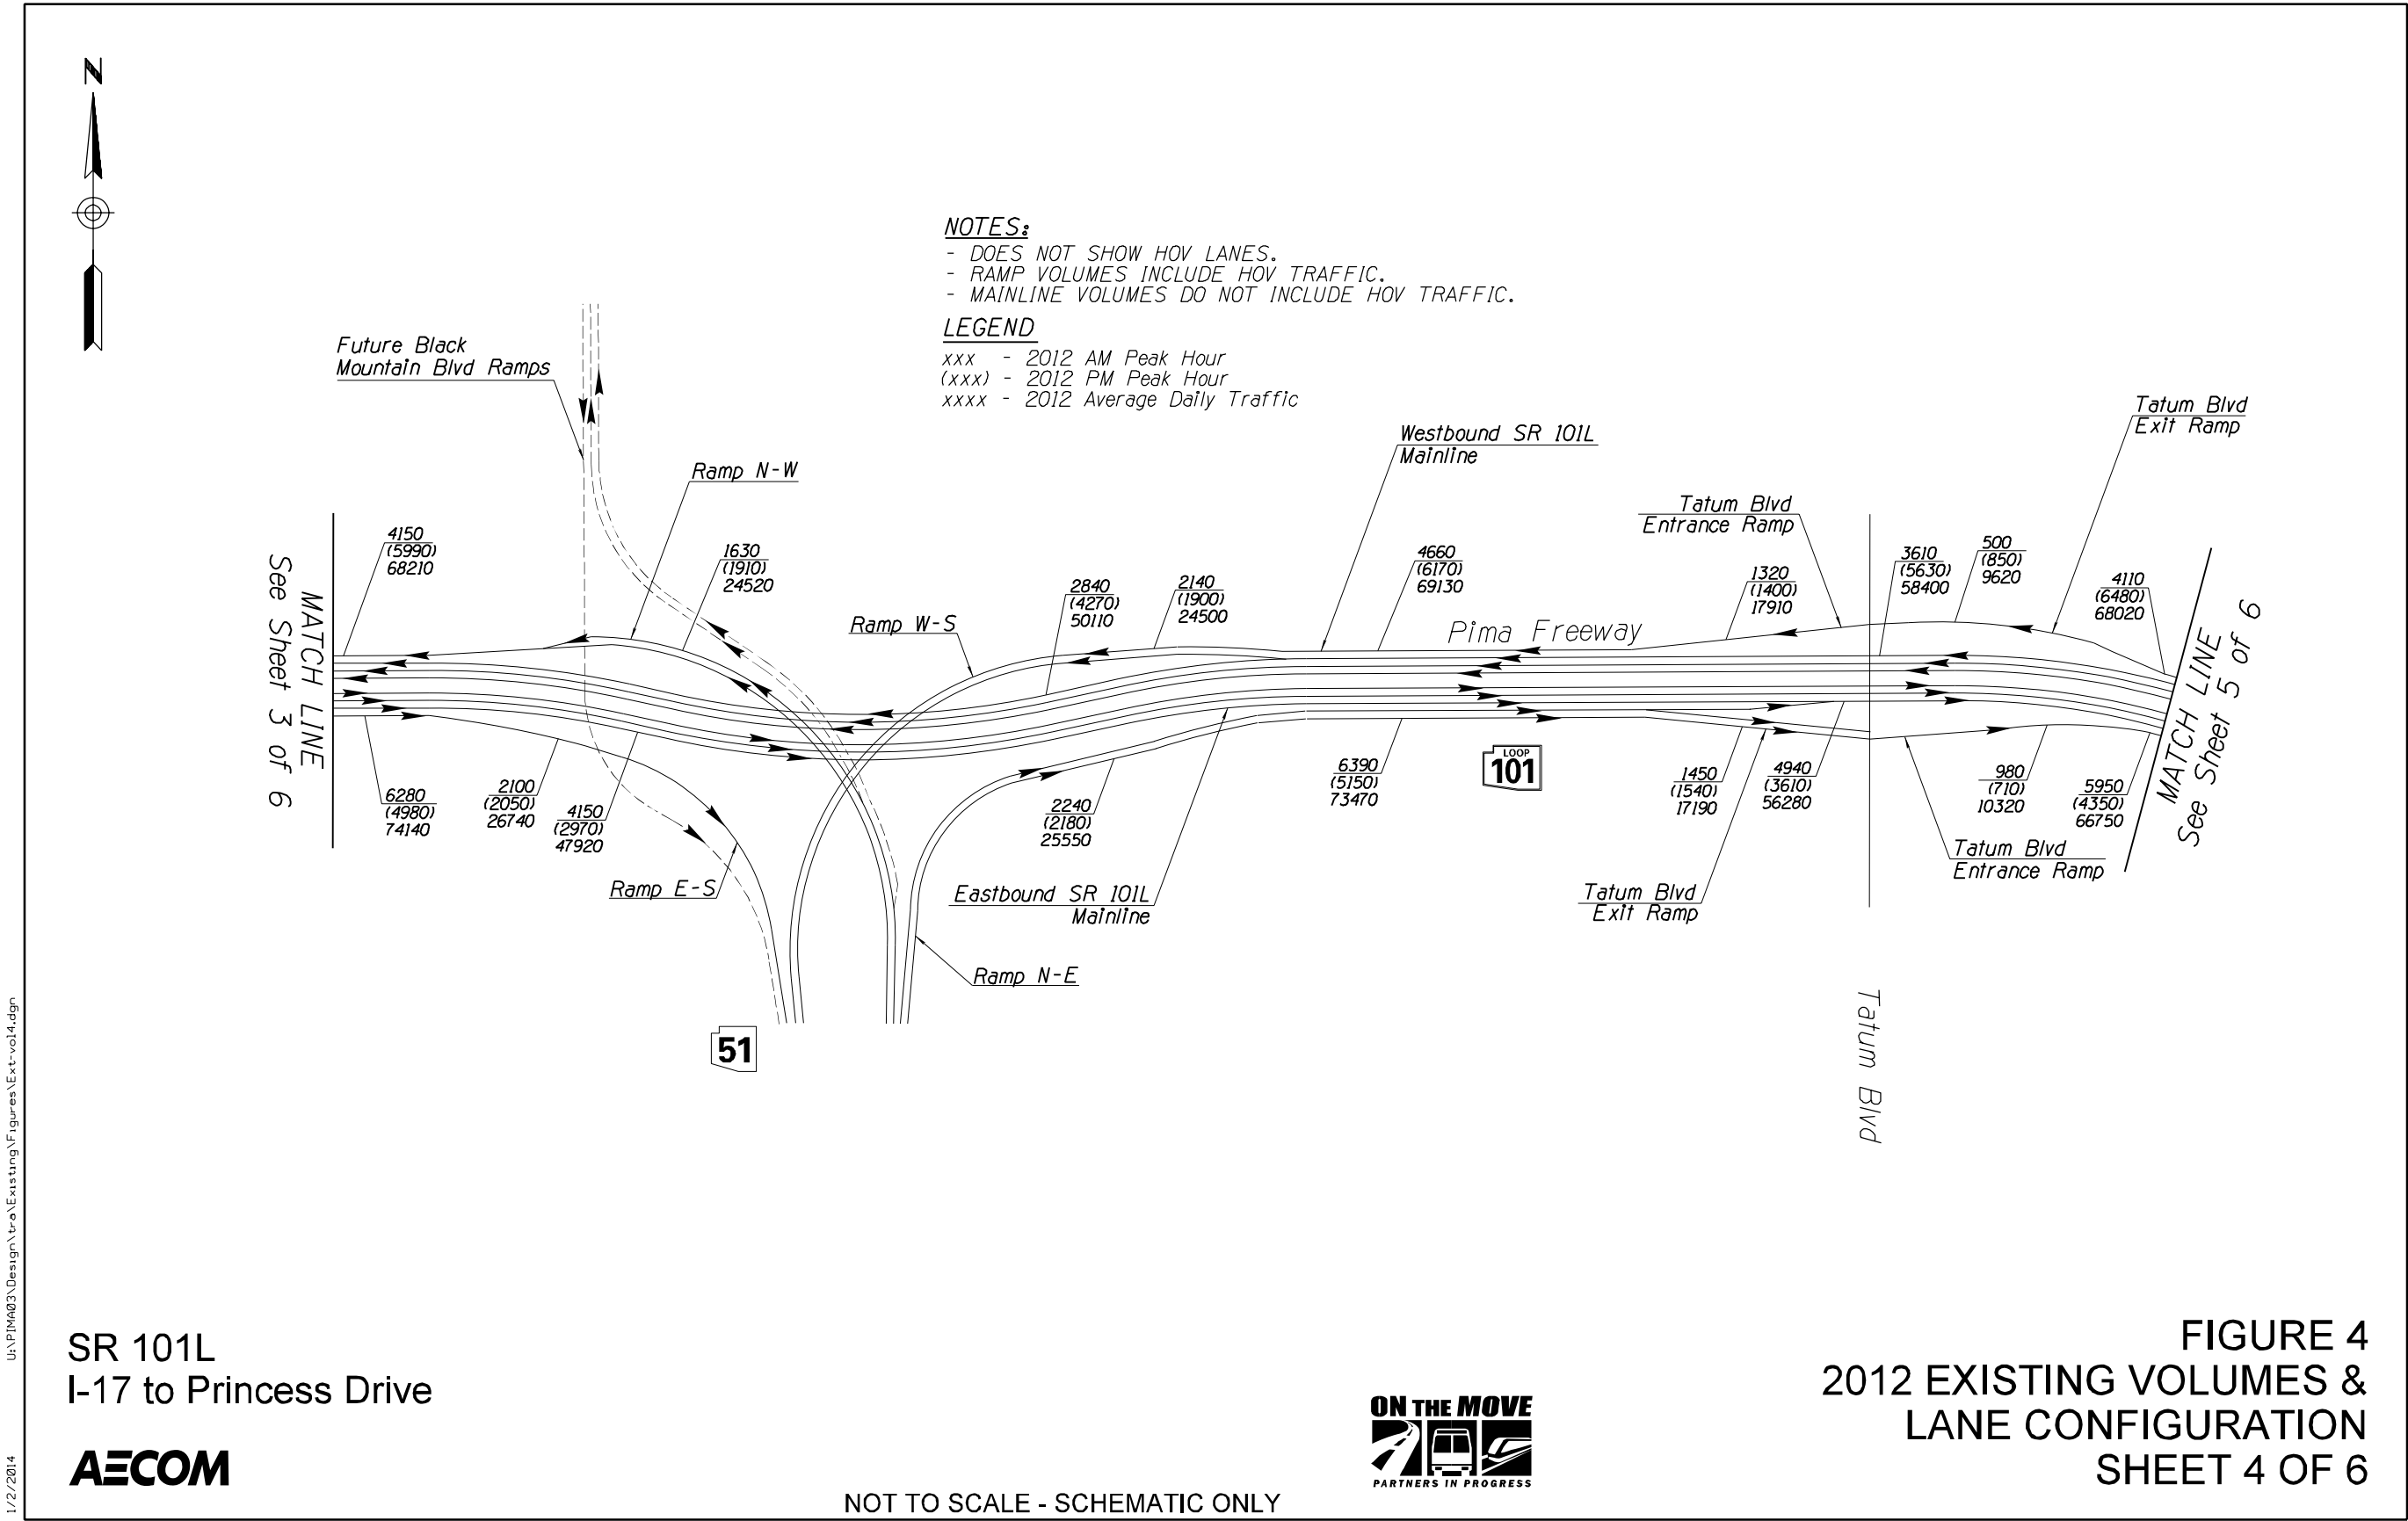 N
NOTES:
- DOES NOT SHOW HOV LANES.
- RAMP VOLUMES INCLUDE HOV TRAFFIC.
- MAINLINE VOLUMES DO NOT INCLUDE HOV TRAFFIC.
LEGEND
xxx - 2012 AM Peak Hour
(xxx) - 2012 PM Peak Hour
xxxx - 2012 Average Daily Traffic
Future Black
Mountain Blvd Ramps
Ramp N-W
Westbound SR 101L
Mainline
Tatum Blvd
Exit Ramp
Tatum Blvd
Entrance Ramp
MATCH LINE
See Sheet 3 of 6
4150
(5990)
68210
1630
(1910)
24520
Ramp W-S
2840
(4270)
50110
2140
(1900)
24500
4660
(6170)
69130
Pima Freeway
1320
(1400)
17910
3610
(5630)
58400
500
(850)
9620
4110
(6480)
68020
MATCH LINE
See Sheet 5 of 6
6280
(4980)
74140
2100
(2050)
26740
4150
(2970)
47920
2240
(2180)
25550
6390
(5150)
73470
LOOP
101
1450
(1540)
17190
4940
(3610)
56280
980
(710)
10320
5950
(4350)
66750
Ramp E-S
Eastbound SR 101L
Mainline
Tatum Blvd
Exit Ramp
Tatum Blvd
Entrance Ramp
Ramp N-E
51
Tatum Blvd
U:\PIMA03\Design\tra\Existing\Figures\Ext-vol4.dgn
1/2/2014
SR 101L
I-17 to Princess Drive
AECOM
ON THE MOVE
PARTNERS IN PROGRESS
NOT TO SCALE - SCHEMATIC ONLY
FIGURE 4
2012 EXISTING VOLUMES &
LANE CONFIGURATION
SHEET 4 OF 6